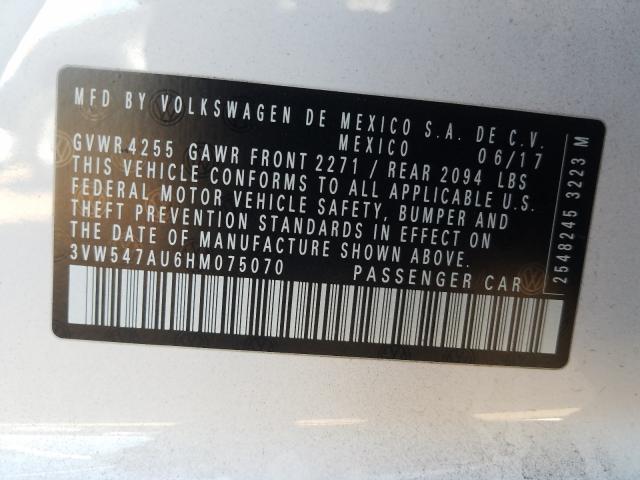 MFD BY VOLKSWAGEN DE MEXICO S.A. DE C.V.
MEXICO 06/17
GVWR 4255 GAWR FRONT 2271 / REAR 2094 LBS
THIS VEHICLE CONFORMS TO ALL APPLICABLE U.S.
FEDERAL MOTOR VEHICLE SAFETY, BUMPER AND
THEFT PREVENTION STANDARDS IN EFFECT ON
THE DATE OF MANUFACTURE SHOWN ABOVE.
3VW547AU6HM075070 PASSENGER CAR
2548245 3223 M